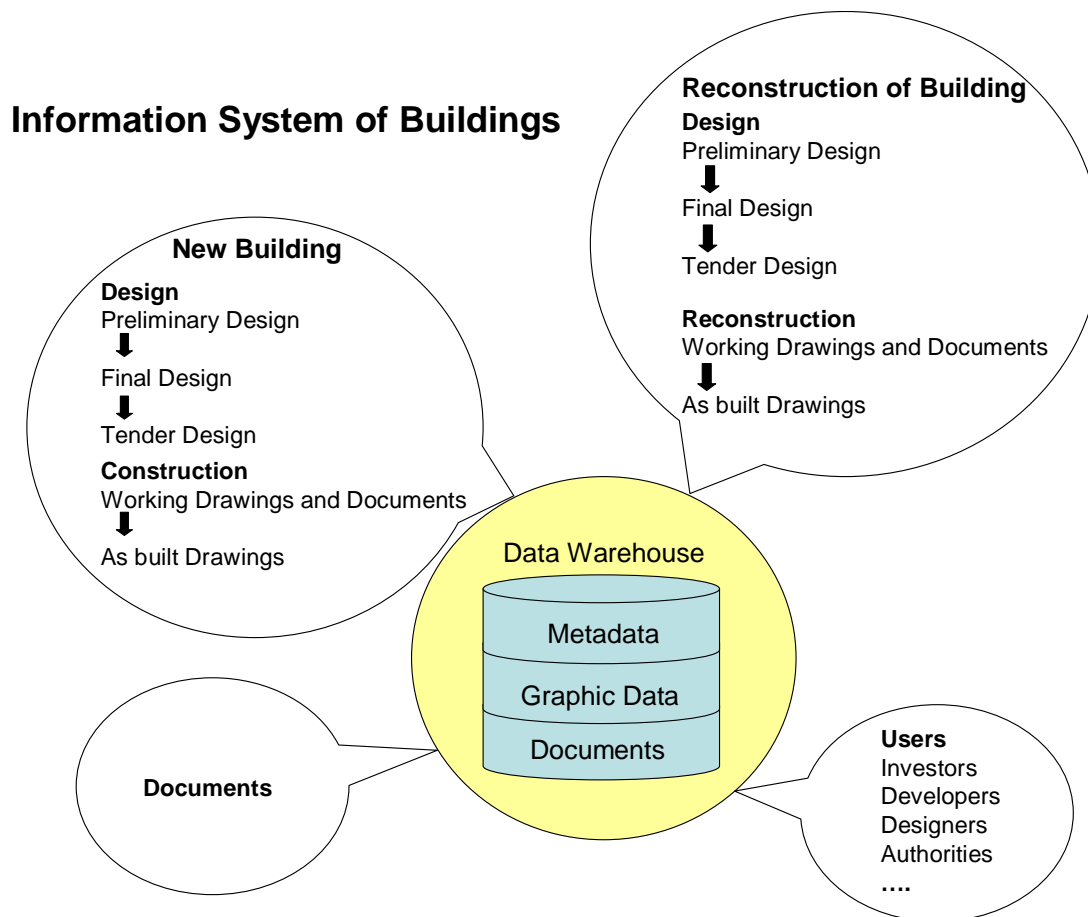 Information System of Buildings
Reconstruction of Building
Design
Preliminary Design
Final Design
Tender Design
Reconstruction
Working Drawings and Documents
As built Drawings
New Building
Design
Preliminary Design
Final Design
Tender Design
Construction
Working Drawings and Documents
As built Drawings
Data Warehouse
Metadata
Graphic Data
Documents
Documents
Users
Investors
Developers
Designers
Authorities
....